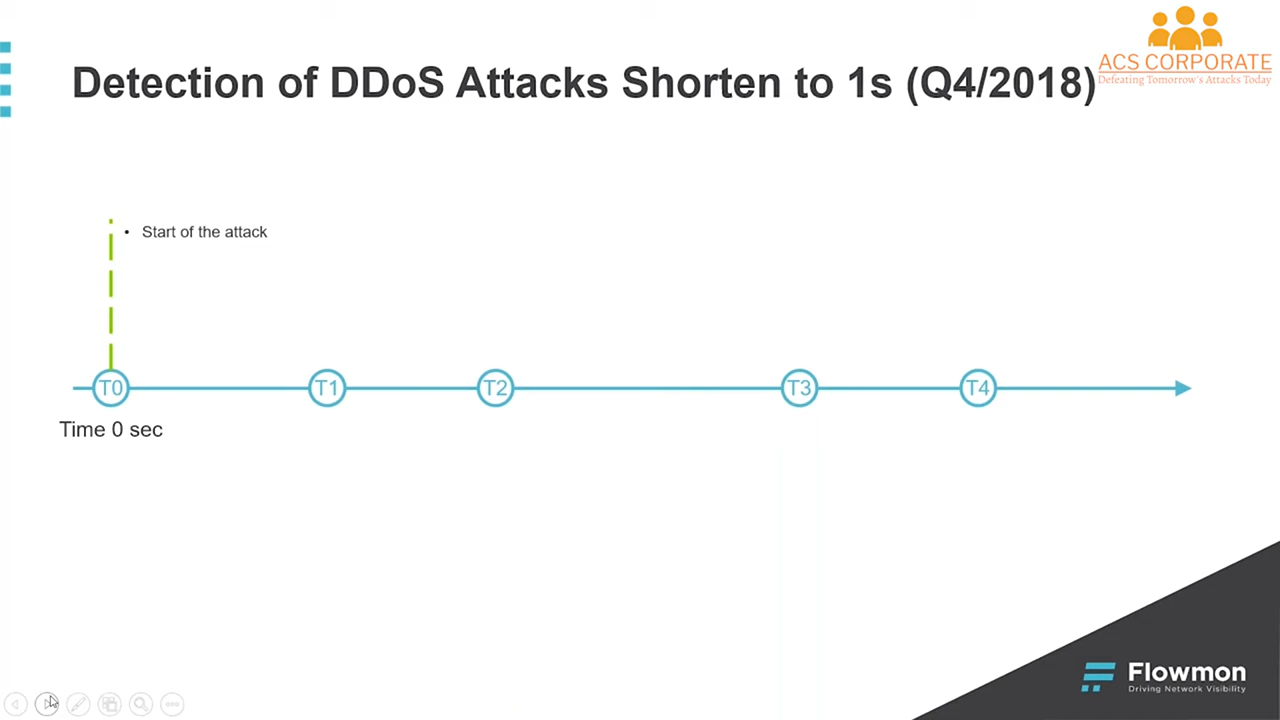 ACS CORPORATE
Defeating Tomorrow's Attacks Today
Detection of DDoS Attacks Shorten to 1s (Q4/2018)
• Start of the attack
T0 T1 T2 T3 T4
Time 0 sec
Flowmon
Driving Network Visibility